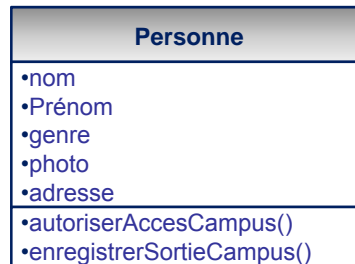 Personne
•nom
•Prénom
•genre
•photo
•adresse
•autoriserAccesCampus()
•enregistrerSortieCampus()